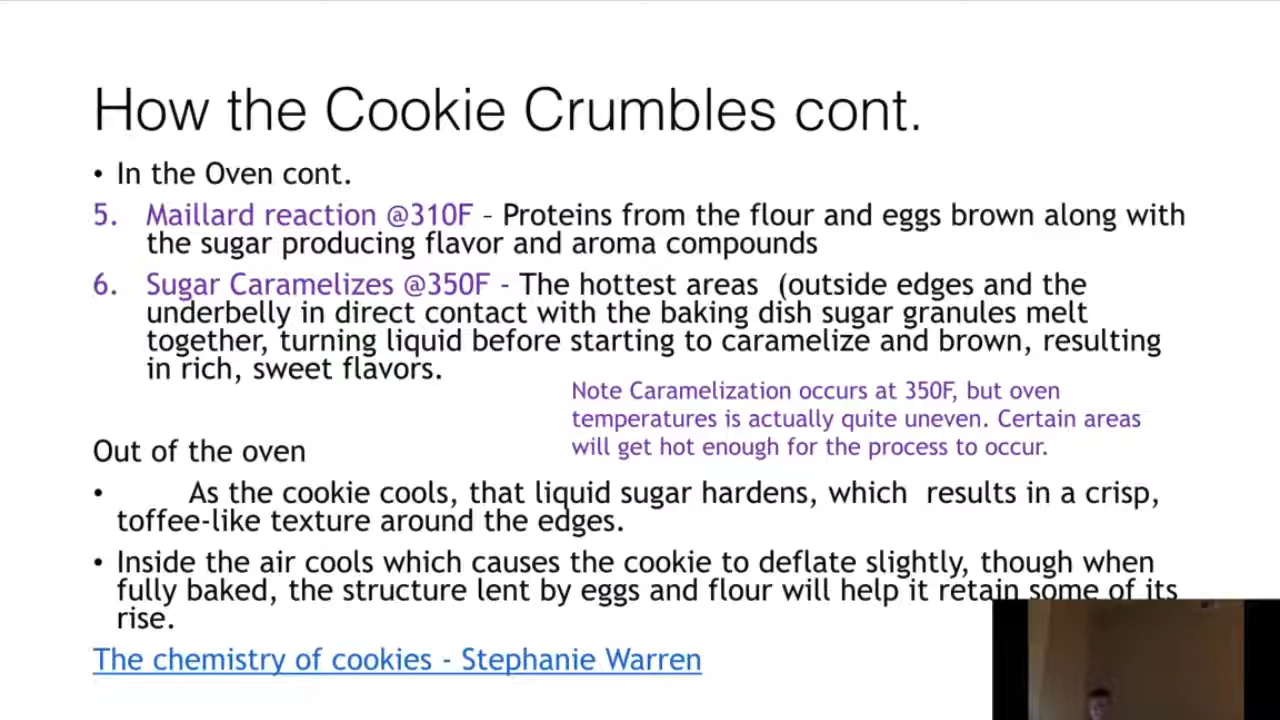 How the Cookie Crumbles cont.
• In the Oven cont.
5. Maillard reaction @310F – Proteins from the flour and eggs brown along with
the sugar producing flavor and aroma compounds
6. Sugar Caramelizes @350F - The hottest areas (outside edges and the
underbelly in direct contact with the baking dish sugar granules melt
together, turning liquid before starting to caramelize and brown, resulting
in rich, sweet flavors.
Note Caramelization occurs at 350F, but oven
temperatures is actually quite uneven. Certain areas
will get hot enough for the process to occur.
Out of the oven
• As the cookie cools, that liquid sugar hardens, which results in a crisp,
toffee-like texture around the edges.
• Inside the air cools which causes the cookie to deflate slightly, though when
fully baked, the structure lent by eggs and flour will help it retain some of its
rise.
The chemistry of cookies - Stephanie Warren